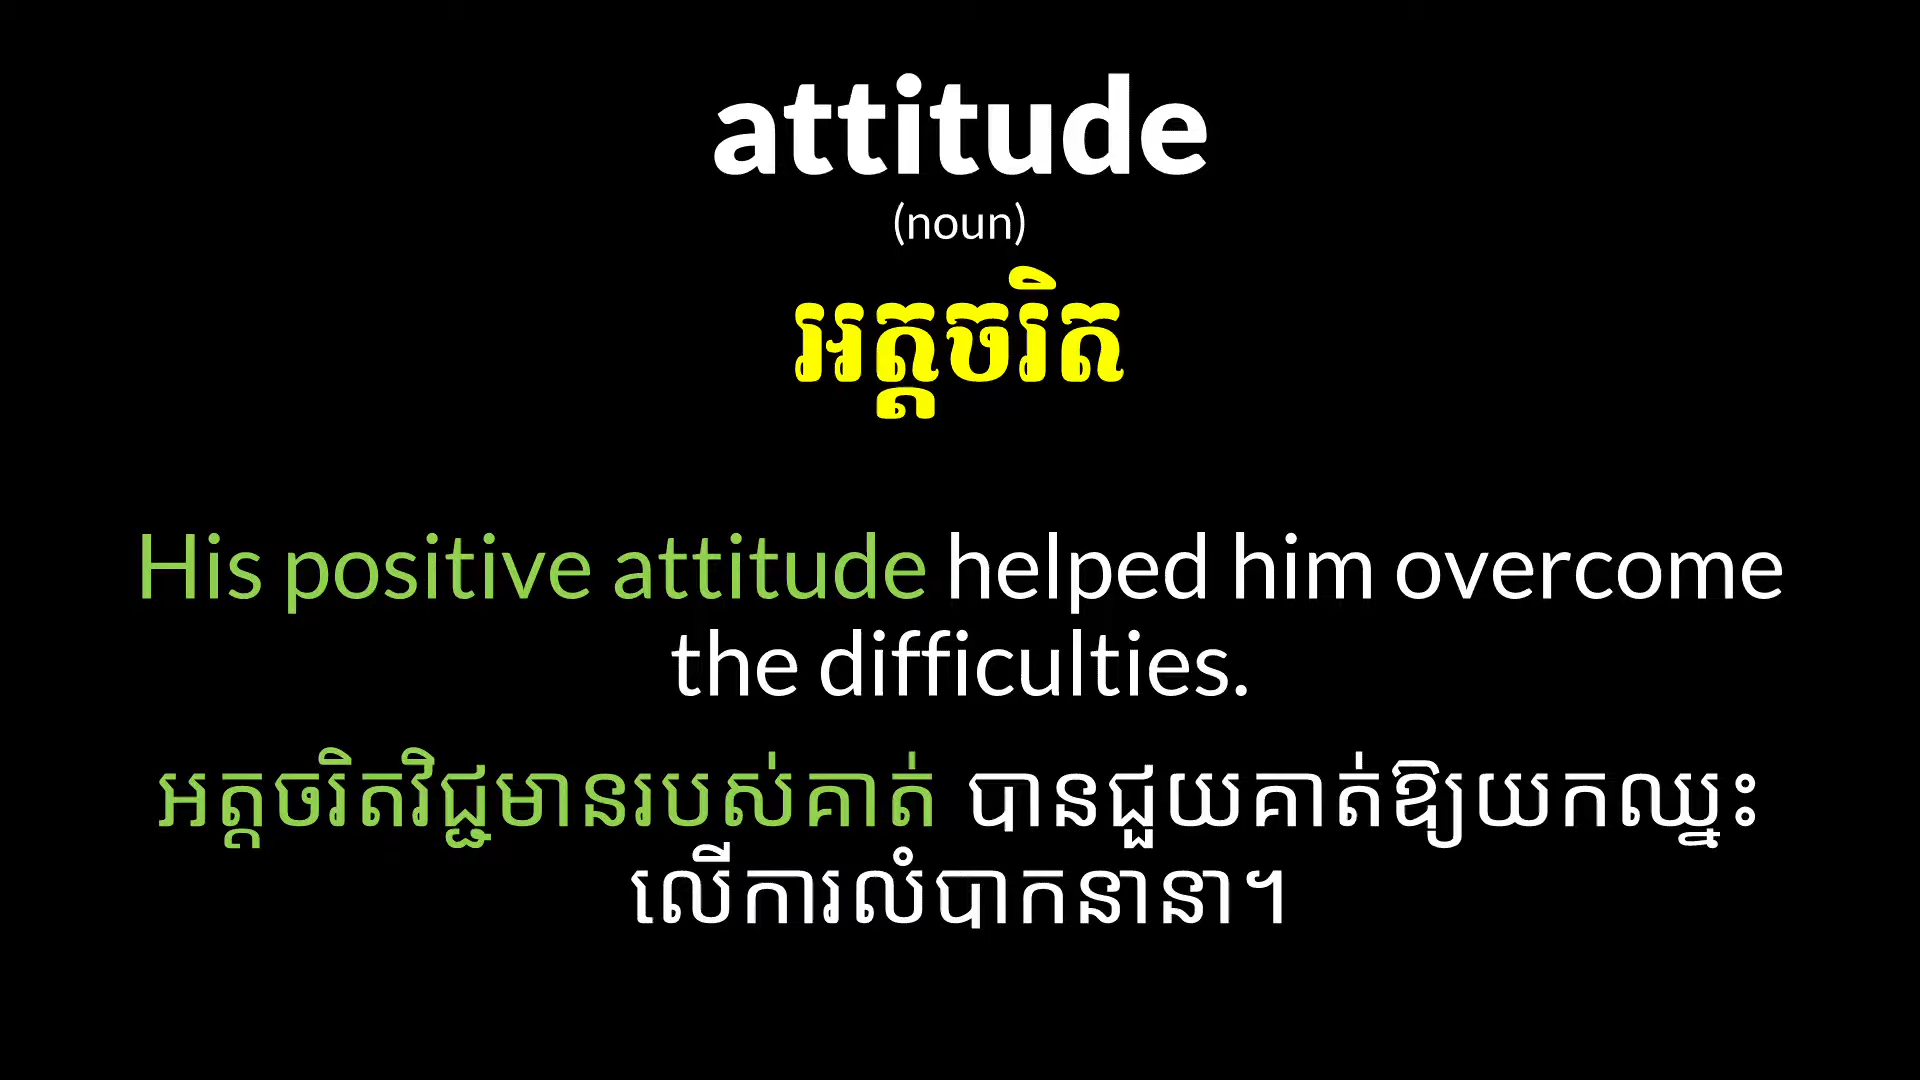 attitude
(noun)
អត្តចរិត
His positive attitude helped him overcome
the difficulties.
អត្តចរិតវិជ្ជមានរបស់គាត់ បានជួយគាត់ឱ្យយកឈ្នះ
លើការលំបាកនានា។